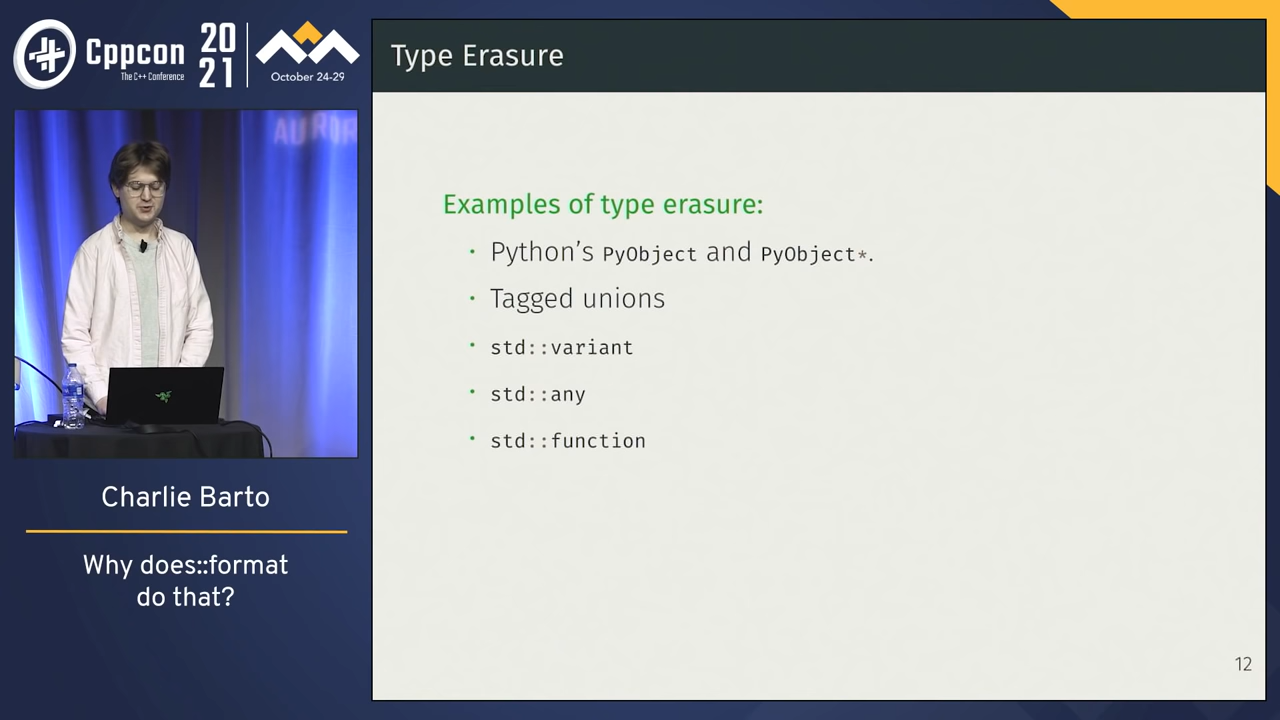 Cppcon
The C++ Conference
20
21
October 24-29
AUROR
Charlie Barto
Why does::format
do that?
Type Erasure
Examples of type erasure:
· Python’s PyObject and PyObject*.
· Tagged unions
· std::variant
· std::any
· std::function
12